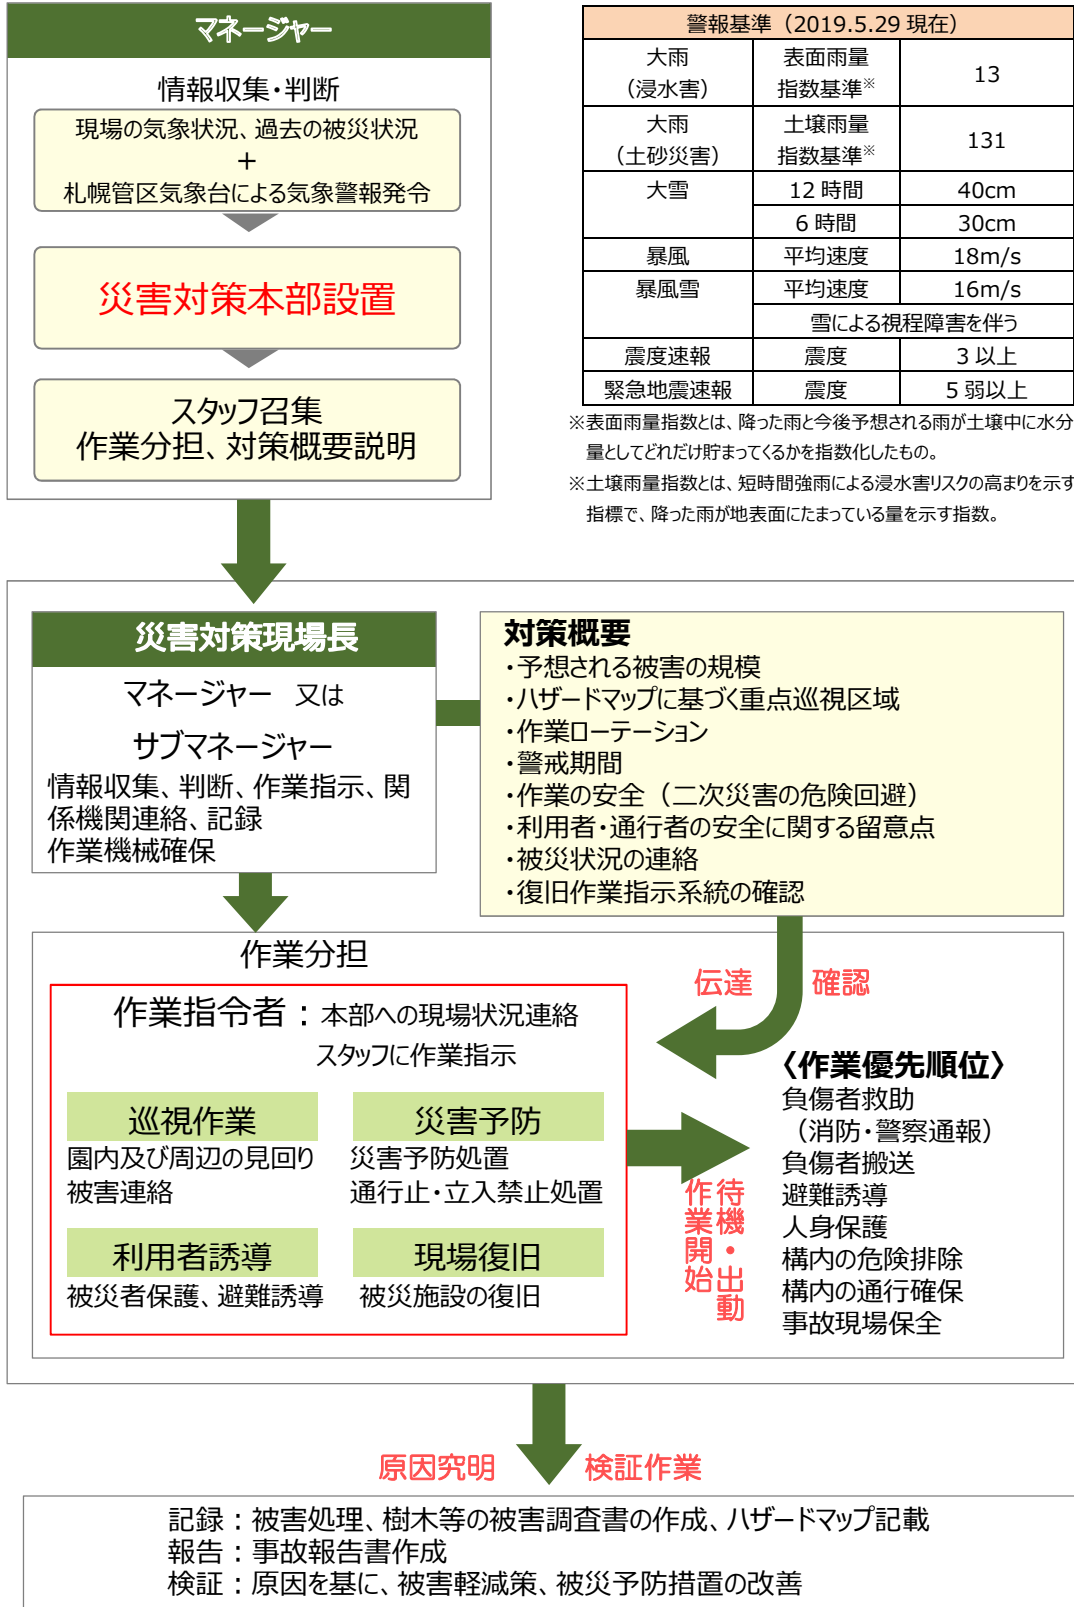 マネージャー
情報収集・判断
現場の気象状況、過去の被災状況
+
札幌管区気象台による気象警報発令
災害対策本部設置
スタッフ召集
作業分担、対策概要説明
警報基準（2019.5.29 現在）
大雨
（浸水害）
表面雨量
指数基準※
13
大雨
（土砂災害）
土壌雨量
指数基準※
131
大雪
12 時間
40cm
6 時間
30cm
暴風
平均速度
18m/s
暴風雪
平均速度
16m/s
雪による視程障害を伴う
震度速報
震度
3 以上
緊急地震速報
震度
5 弱以上
※表面雨量指数とは、降った雨と今後予想される雨が土壌中に水分
量としてどれだけ貯まってくるかを指数化したもの。
※土壌雨量指数とは、短時間強雨による浸水害リスクの高まりを示す
指標で、降った雨が地表面にたまっている量を示す指数。
災害対策現場長
マネージャー 又は
サブマネージャー
情報収集、判断、作業指示、関
係機関連絡、記録
作業機械確保
対策概要
・予想される被害の規模
・ハザードマップに基づく重点巡視区域
・作業ローテーション
・警戒期間
・作業の安全（二次災害の危険回避）
・利用者・通行者の安全に関する留意点
・被災状況の連絡
・復旧作業指示系統の確認
作業分担
伝達
確認
作業指令者：本部への現場状況連絡
スタッフに作業指示
巡視作業
園内及び周辺の見回り
被害連絡
災害予防
災害予防処置
通行止・立入禁止処置
利用者誘導
被災者保護、避難誘導
現場復旧
被災施設の復旧
待機・出動
作業開始
〈作業優先順位〉
負傷者救助
（消防・警察通報）
負傷者搬送
避難誘導
人身保護
構内の危険排除
構内の通行確保
事故現場保全
原因究明
検証作業
記録：被害処理、樹木等の被害調査書の作成、ハザードマップ記載
報告：事故報告書作成
検証：原因を基に、被害軽減策、被災予防措置の改善